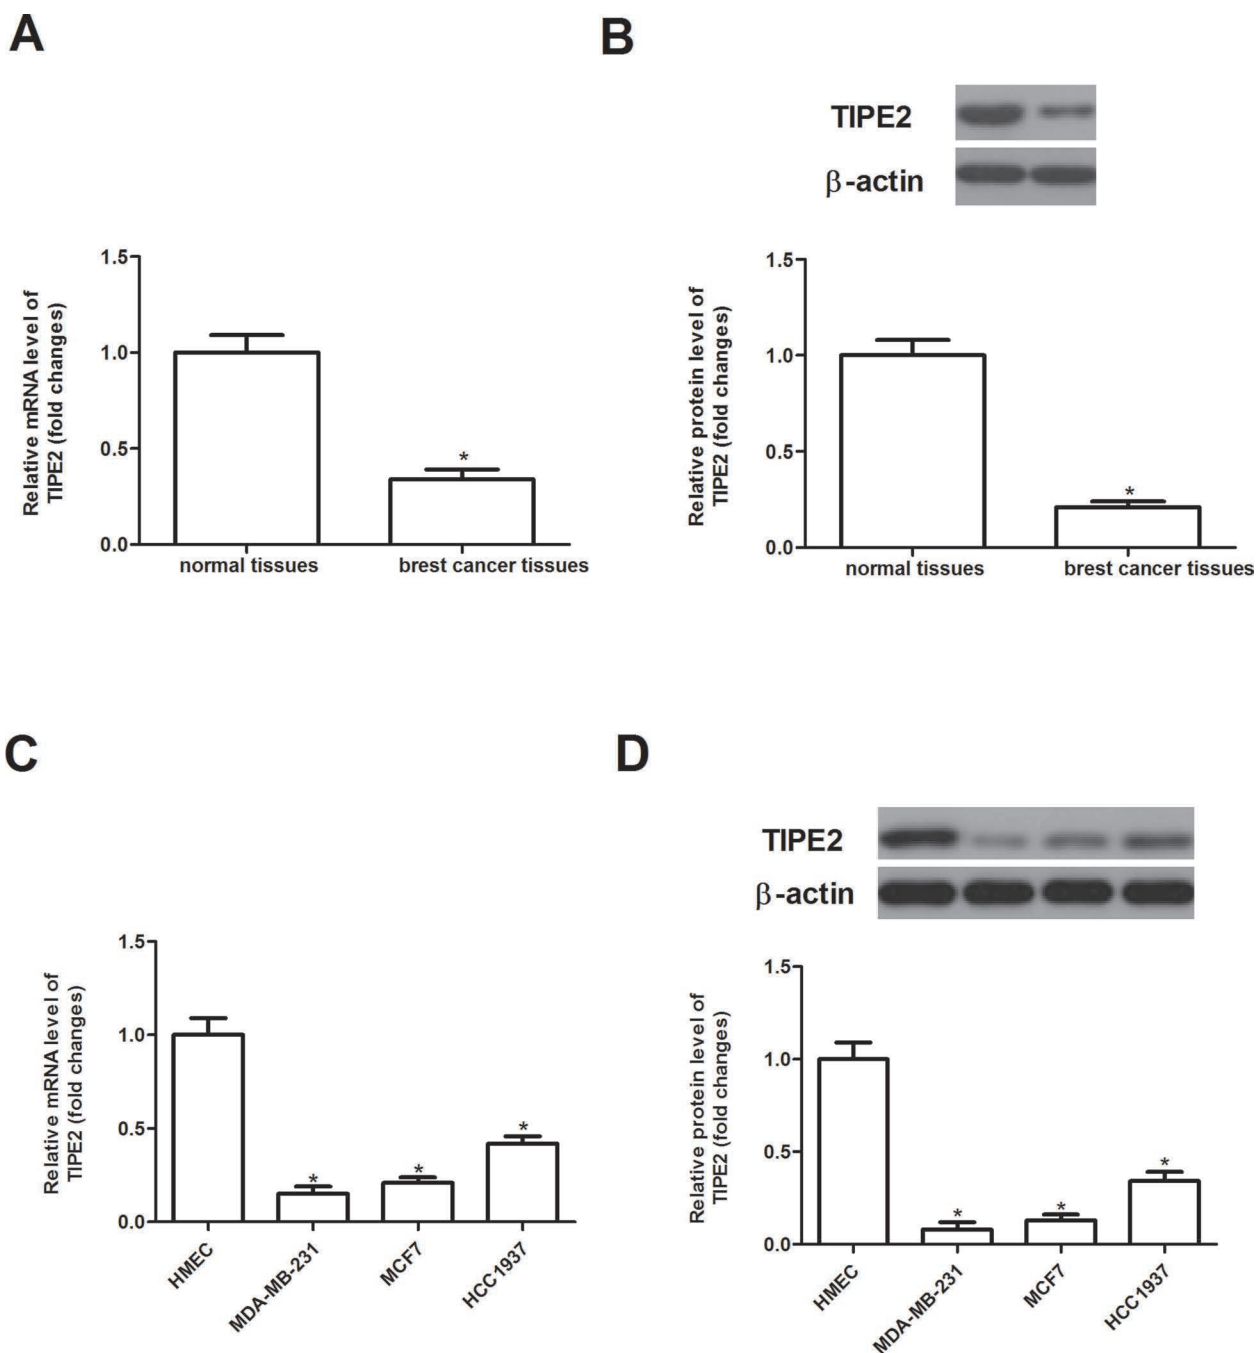 A
B
TIPE2
β-actin
Relative mRNA level of
TIPE2 (fold changes)
1.5
1.0
0.5
0.0
*
normal tissues
brest cancer tissues
Relative protein level of
TIPE2 (fold changes)
1.5
1.0
0.5
0.0
*
normal tissues
brest cancer tissues
C
D
TIPE2
β-actin
Relative mRNA level of
TIPE2 (fold changes)
1.5
1.0
0.5
0.0
*
*
*
HMEC
MDA-MB-231
MCF7
HCC1937
Relative protein level of
TIPE2 (fold changes)
1.5
1.0
0.5
0.0
*
*
*
HMEC
MDA-MB-231
MCF7
HCC1937